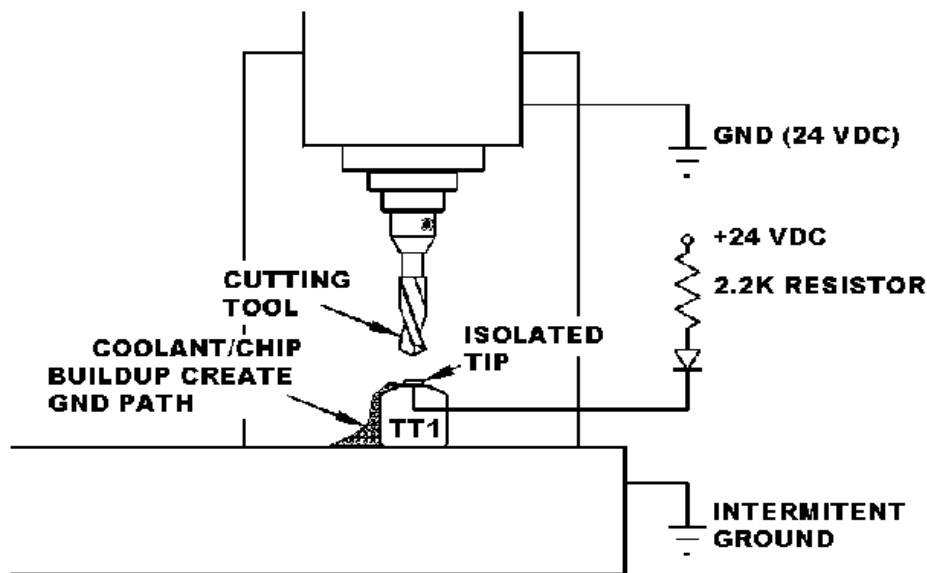 GND (24 VDC)
+24 VDC
2.2K RESISTOR
CUTTING
TOOL
ISOLATED
TIP
COOLANT/CHIP
BUILDUP CREATE
GND PATH
TT1
INTERMITENT
GROUND